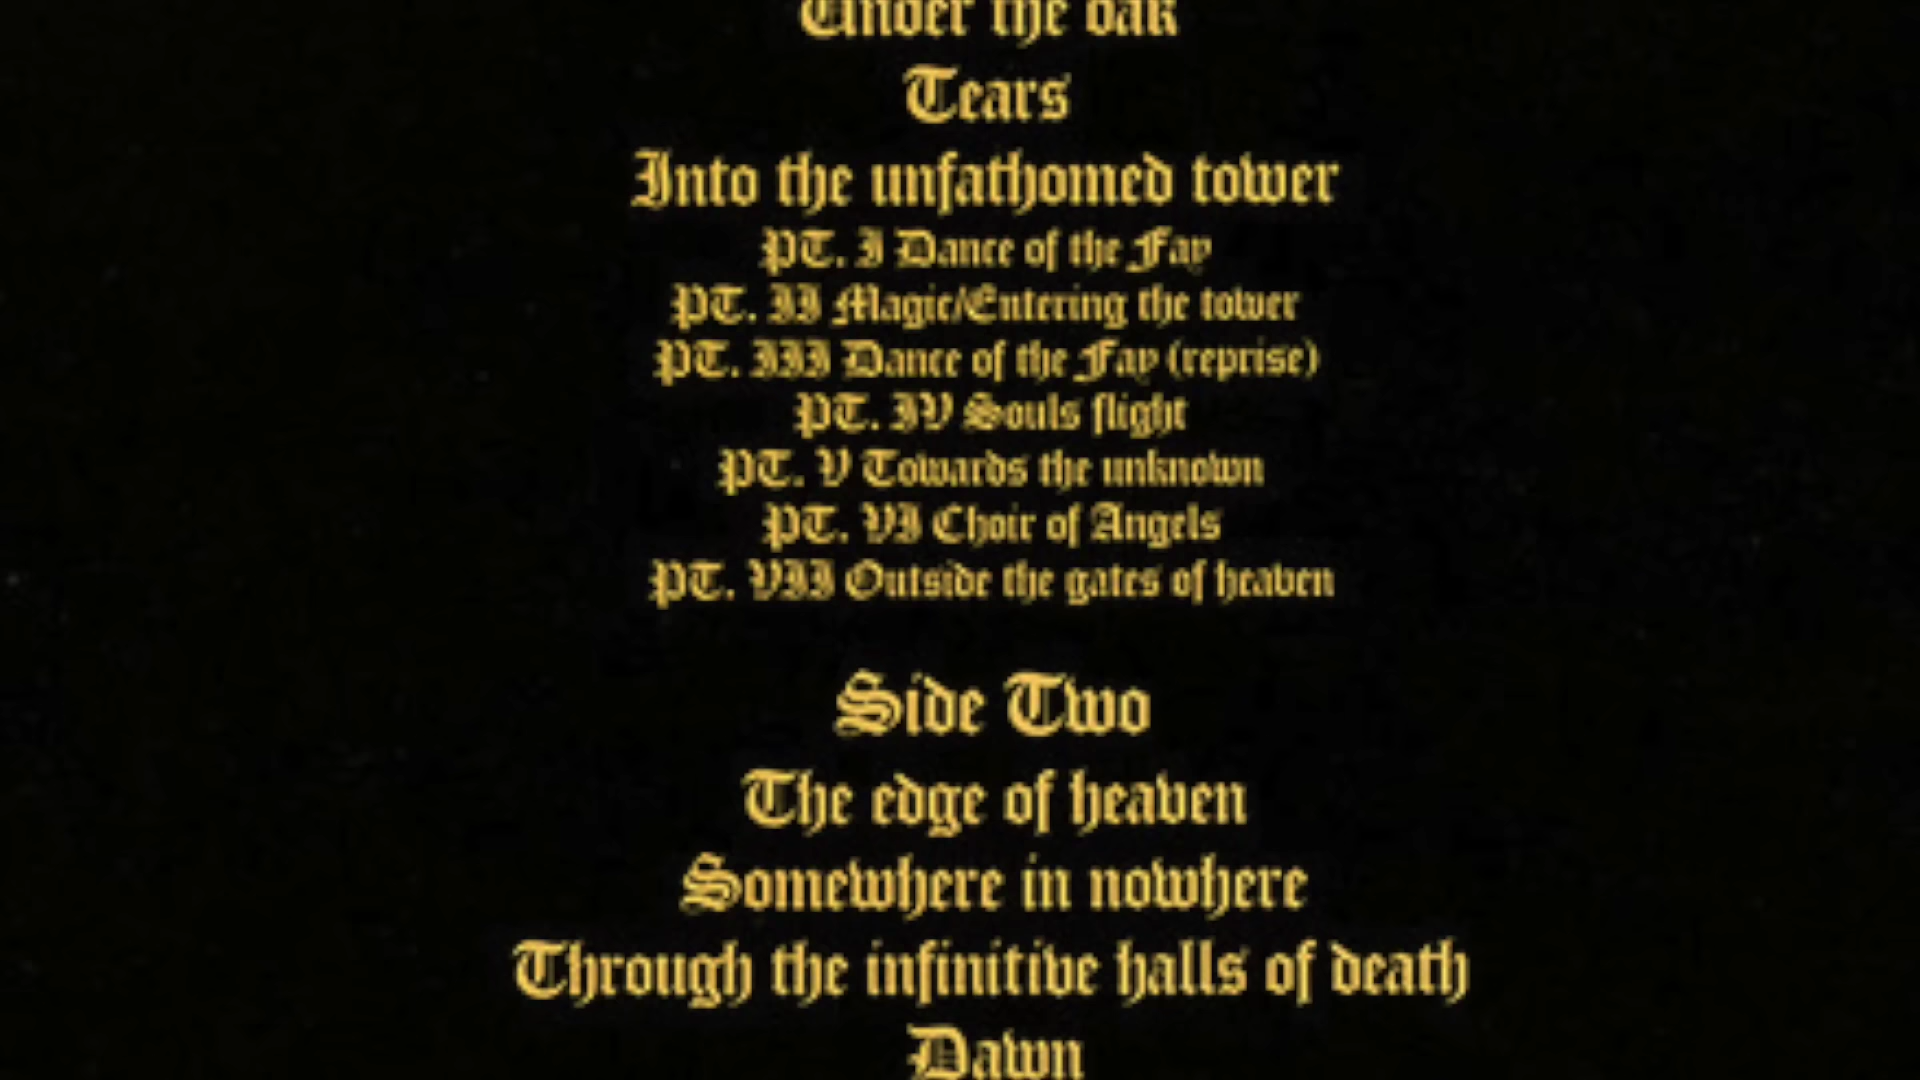 Under the oak
Tears
Into the unfathomed tower
PT. I Dance of the Fay
PT. II Magic/Entering the tower
PT. III Dance of the Fay (reprise)
PT. IV Souls flight
PT. V Towards the unknown
PT. VI Choir of Angels
PT. VII Outside the gates of heaven
Side Two
The edge of heaven
Somewhere in nowhere
Through the infinitive halls of death
Dawn